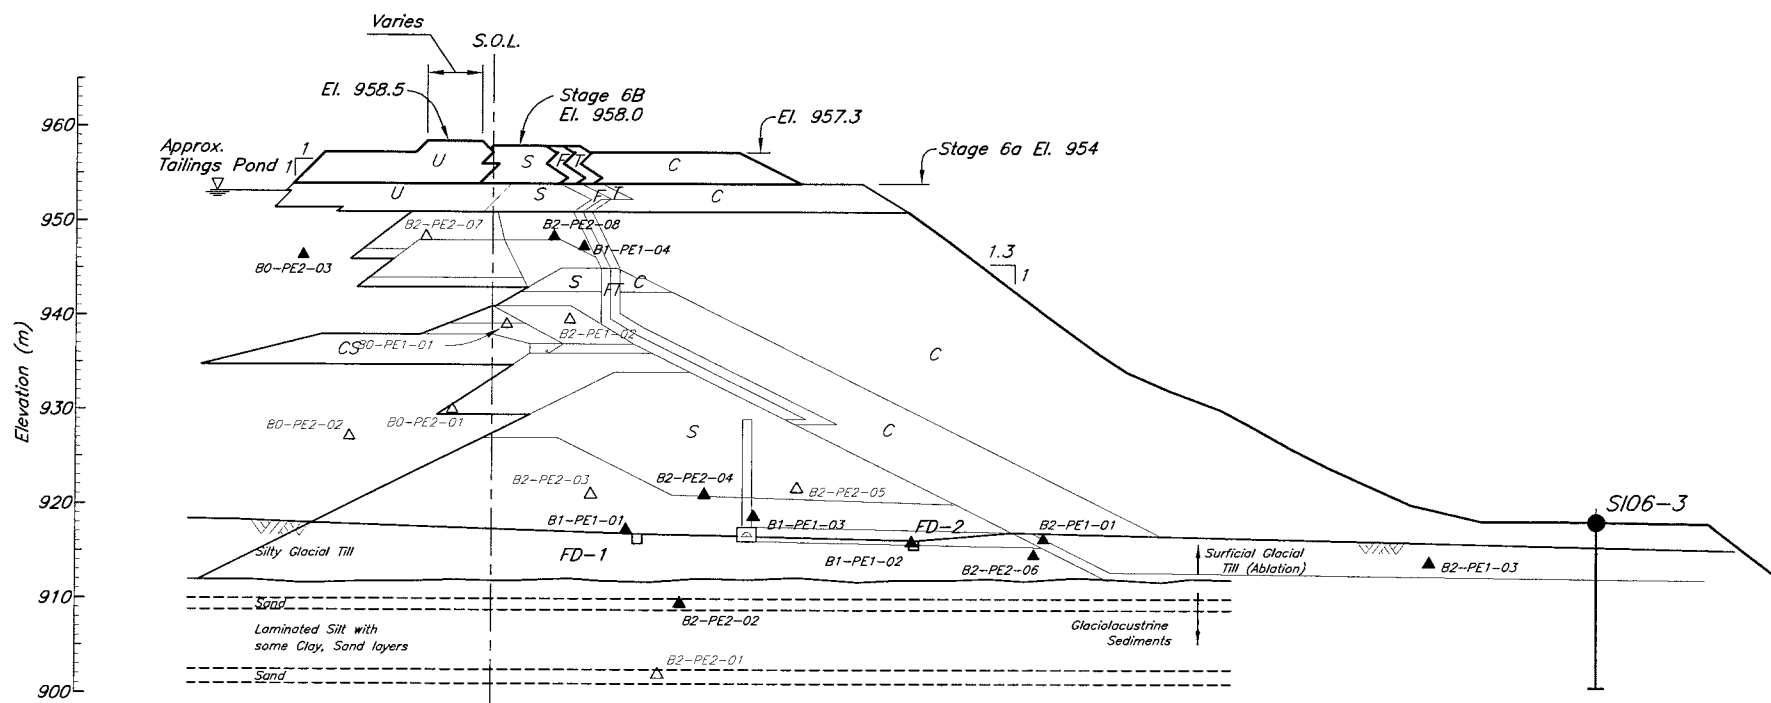 Varies
S.O.L.
El. 958.5
Stage 6B
El. 958.0
El. 957.3
960
Approx.
Tailings Pond
1
1
U
S
F
T
C
Stage 6a El. 954
U
S
F
T
C
950
B2-PE2-07
B2-PE2-08
B1-PE1-04
B0-PE2-03
1.3
1
S
FT
C
940
B0-PE1-01
B2-PE1-02
CS
C
Elevation (m)
930
B0-PE2-02
B0-PE2-01
S
C
B2-PE2-03
B2-PE2-04
B2-PE2-05
920
SI06-3
B1-PE1-01
B1-PE1-03
FD-2
B2-PE1-01
Silty Glacial Till
FD-1
B1-PE1-02
B2-PE2-06
Surficial Glacial
Till (Ablation)
B2-PE1-03
910
Sand
B2-PE2-02
Laminated Silt with
some Clay, Sand layers
Glaciolacustrine
Sediments
B2-PE2-01
Sand
900